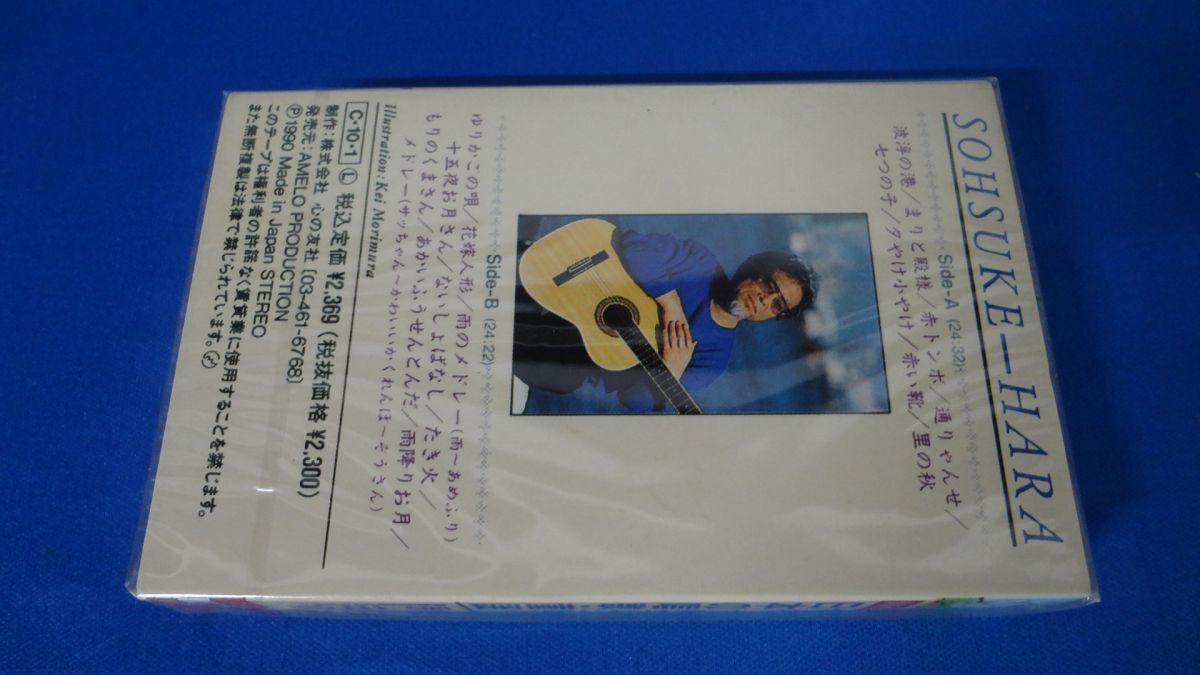 SOHSUKE—HARA
Side-A (24:32)
波浮の港／まりと殿様／赤トンボ／通りゃんせ／
七つの子／夕やけ小やけ／赤い靴／里の秋
Side-B (24:22)
ゆりかごの唄／花嫁人形／雨のメドレー(雨〜あめふり)
十五夜お月さん／ないしょばなし／たき火／
もりのくまさん／あかいふうせんとんだ／雨降りお月／
メドレー(サッちゃん〜かわいいかくれんぼ〜ぞうさん)
Illustration: Kei Morimura
C・10・1 Ⓛ 税込定価 ¥2,369 (税抜価格 ¥2,300)
制作：株式会社 心の友社 〔03-461-6768〕
発売元：AMELO PRODUCTION
Ⓟ 1990 Made in Japan STEREO
このテープは権利者の許諾なく賃貸業に使用することを禁じます。
また無断複製は法律で禁じられています。